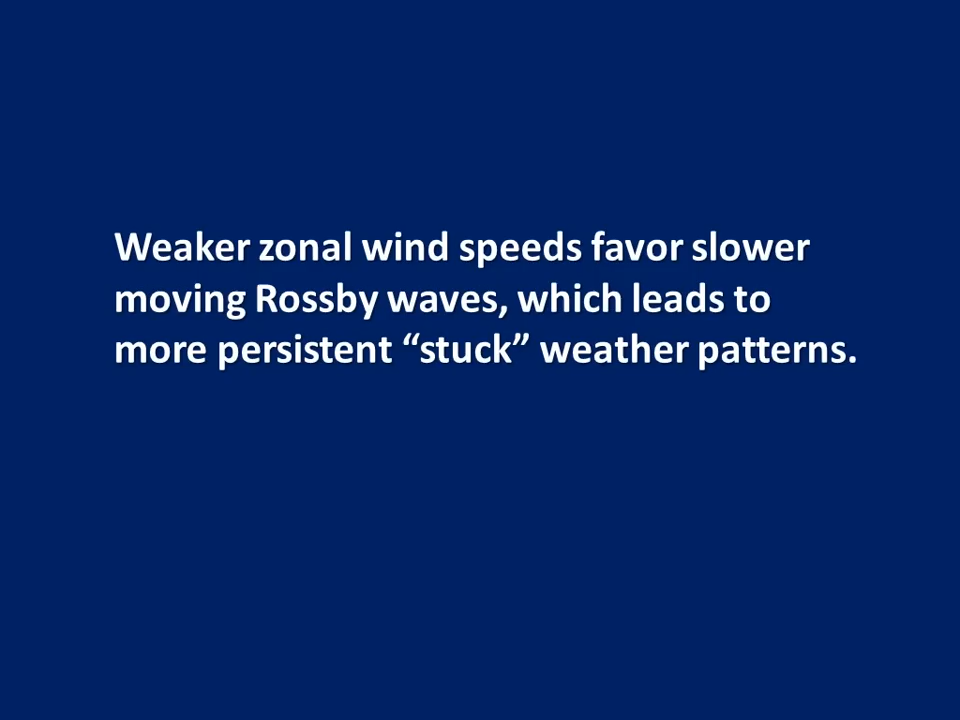 Weaker zonal wind speeds favor slower
moving Rossby waves, which leads to
more persistent “stuck” weather patterns.